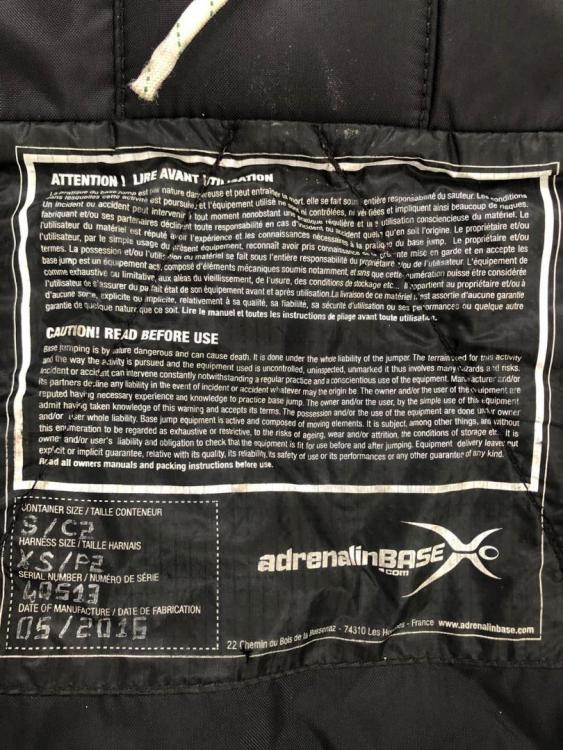 ATTENTION ! LIRE AVANT UTILISATION
La pratique du base jump est par nature dangereuse et peut entraîner la mort, elle se fait sous l'entière responsabilité du sauteur. Les conditions
dans lesquelles cette activité est poursuivie et l'équipement utilisé ne sont ni contrôlées, ni vérifiées et impliquent ainsi beaucoup de risques.
Un incident ou accident peut intervenir à tout moment nonobstant une régulière et un utilisation consciencieuse du matériel. Le
fabriquant et/ou ses partenaires déclinent toute responsabilité en cas d'incident ou quel qu'en soit l'origine. Le propriétaire et/ou
l'utilisateur du matériel est réputé avoir l'expérience et les connaissances nécessaires à la pratique du base jump. Le propriétaire et/ou
l'utilisateur, par le simple usage du présent équipement, reconnaît avoir pris connaissance de la présente mise en garde et en accepte les
termes. La possession et/ou l'utilisation du matériel se fait sous l'entière responsabilité du propriétaire et/ou de l'utilisateur. L'équipement de
base jump est un équipement actif, composé d'éléments mécaniques soumis notamment, et sans que cette énumération puisse être considérée
comme exhaustive ou limitative, aux aléas du vieillissement, de l'usure, des conditions de stockage etc... Il appartient au propriétaire et/ou à
l'utilisateur de s'assurer du parfait état de son équipement avant et après utilisation. La livraison de ce matériel n'est assortie d'aucune garantie
d'aucune sorte, explicite ou implicite, relativement à sa qualité, sa fiabilité, sa sécurité d'utilisation ou ses performances ou quelque autre
garantie de quelque nature que ce soit. Lire le manuel et toutes les instructions de pliage avant toute utilisation.
CAUTION! READ BEFORE USE
Base jumping is by nature dangerous and can cause death. It is done under the whole liability of the jumper. The terrain used for this activity
and the way the activity is pursued and the equipment used is uncontrolled, uninspected, unmarked it thus involves many hazards and risks.
Incident or accident can intervene constantly notwithstanding a regular practice and a conscientious use of the equipment. Manufacturer and/or
its partners decline any liability in the event of incident or accident whatever may be the origin. The owner and/or the user of the equipment are
reputed having necessary experience and knowledge to practice base jump. The owner and/or the user, by the simple use of this equipment
admit having taken knowledge of this warning and accepts its terms. The possession and/or the use of the equipment are done under owner
and/or user whole liability. Base jump equipment is active and composed of moving elements. It is subject, among other things, and without
this enumeration to be regarded as exhaustive or restrictive, to the risks of ageing, wear and/or attrition, the conditions of storage etc... It is
owner and/or user's liability and obligation to check that the equipment is fit for use before and after jumping. Equipment delivery leaves out
explicit or implicit guarantee, relative with its quality, its reliability, its safety of use or its performances or any other guarantee of any kind.
Read all owners manuals and packing instructions before use.
CONTAINER SIZE / TAILLE CONTENEUR
S/C2
HARNESS SIZE / TAILLE HARNAIS
XS/P2
SERIAL NUMBER / NUMÉRO DE SÉRIE
40513
DATE OF MANUFACTURE / DATE DE FABRICATION
05/2016
adrenalinBASE
.com
22 Chemin du Bois de la - 74310 Les Houches - France www.adrenalinbase.com